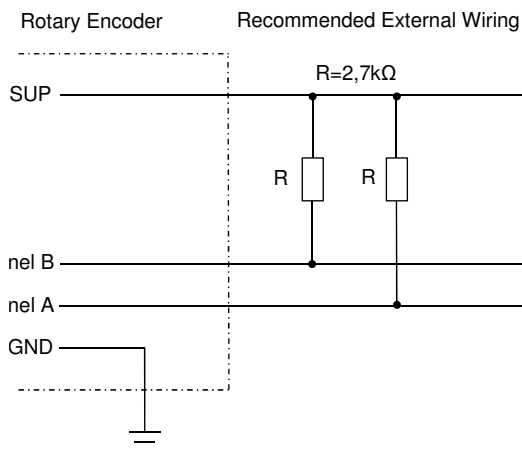 Rotary Encoder
Recommended External Wiring
R=2,7kΩ
SUP
R
R
nel B
nel A
GND